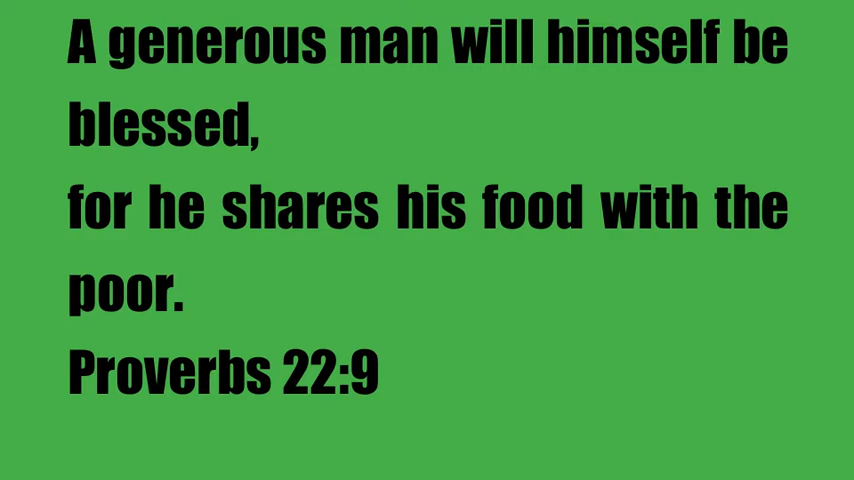 A generous man will himself be
blessed,
for he shares his food with the
poor.
Proverbs 22:9